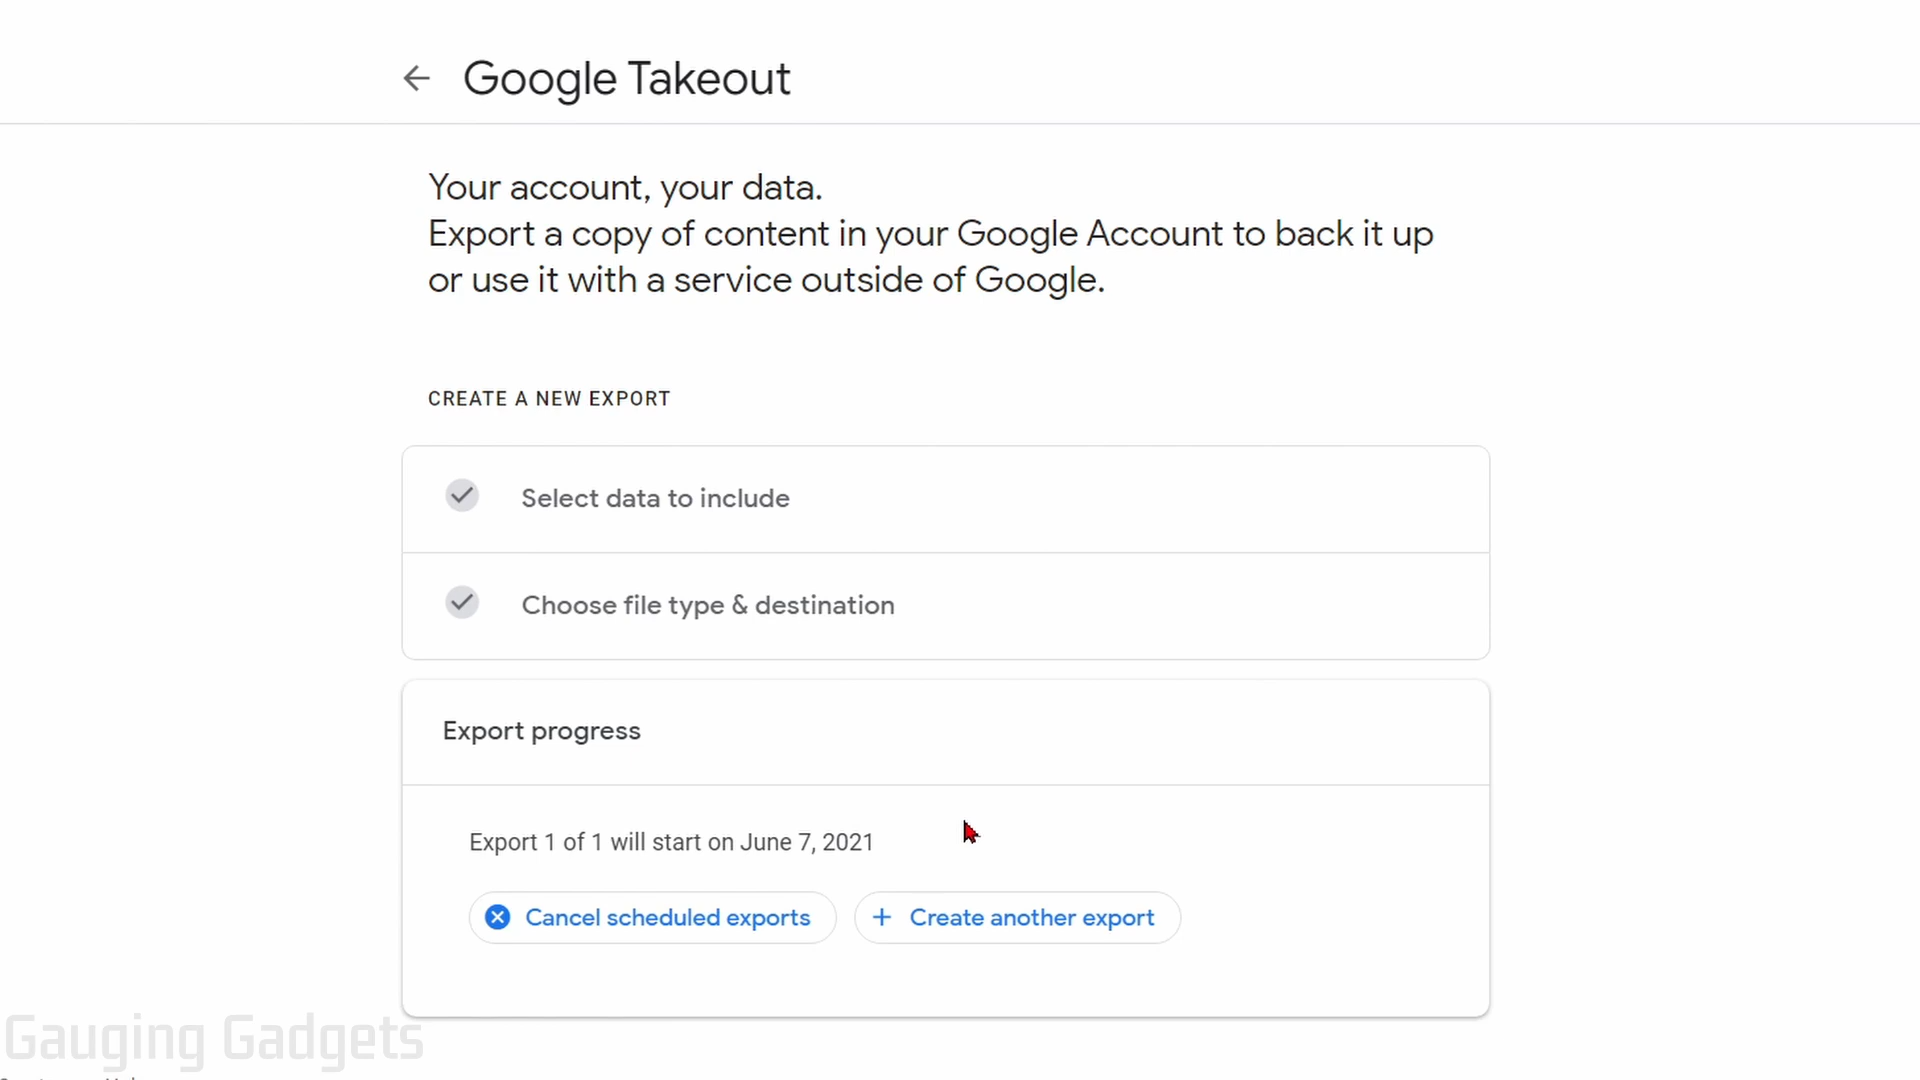 Google Takeout
Your account, your data.
Export a copy of content in your Google Account to back it up
or use it with a service outside of Google.
CREATE A NEW EXPORT
Select data to include
Choose file type & destination
Export progress
Export 1 of 1 will start on June 7, 2021
Cancel scheduled exports
Create another export
Gauging Gadgets